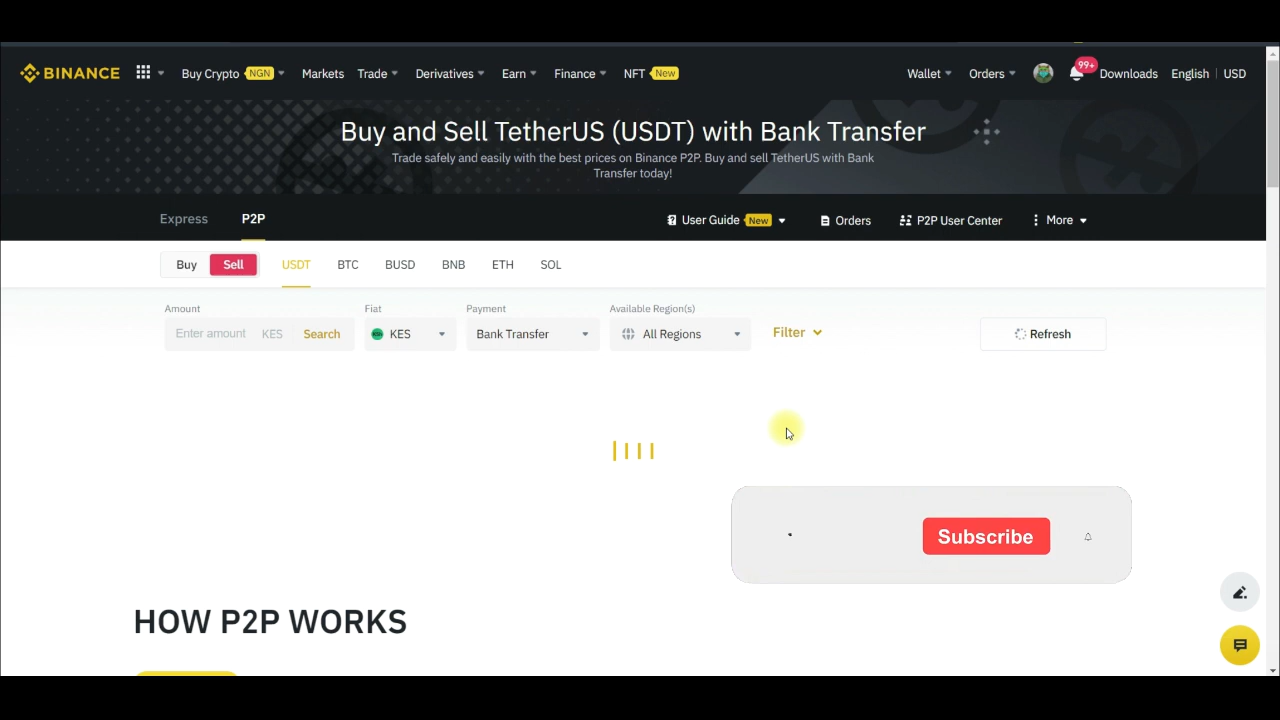 BINANCE Buy Crypto NGN Markets Trade Derivatives Earn Finance NFT New Wallet Orders 99+ Downloads English USD
Buy and Sell TetherUS (USDT) with Bank Transfer
Trade safely and easily with the best prices on Binance P2P. Buy and sell TetherUS with Bank
Transfer today!
Express P2P User Guide New Orders P2P User Center More
Buy Sell USDT BTC BUSD BNB ETH SOL
Amount Fiat Payment Available Region(s)
Enter amount KES Search KES Bank Transfer All Regions Filter Refresh
Subscribe
HOW P2P WORKS